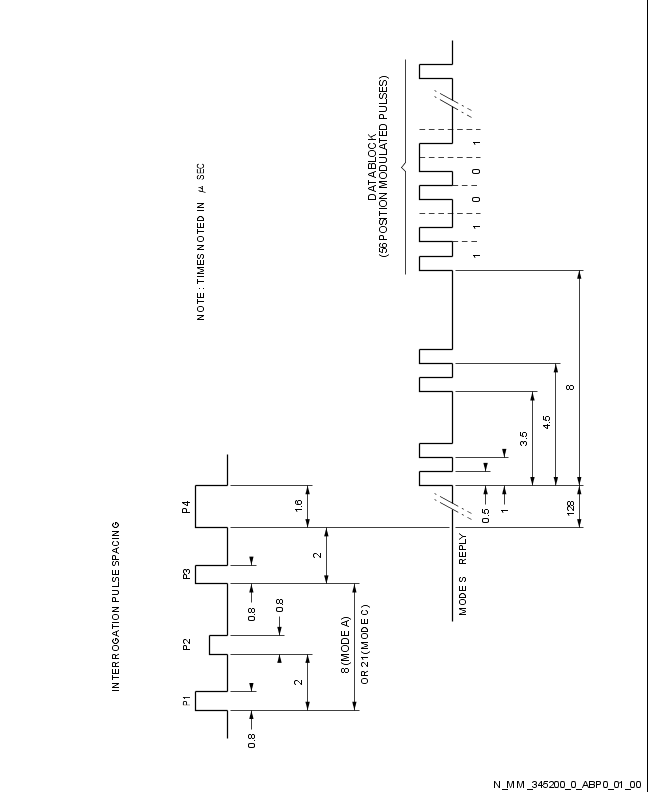 INTERROGATION PULSE SPACING
NOTE : TIMES NOTED IN μ SEC
P1
P2
P3
P4
0.8
2
0.8
0.8
2
1.6
8 (MODE A)
OR 21 (MODE C)
DATA BLOCK
(56 POSITION MODULATED PULSES)
MODE S REPLY
128
0.5
1
3.5
4.5
8
1
1
0
0
1
N_MM_345200_0_ABP0_01_00